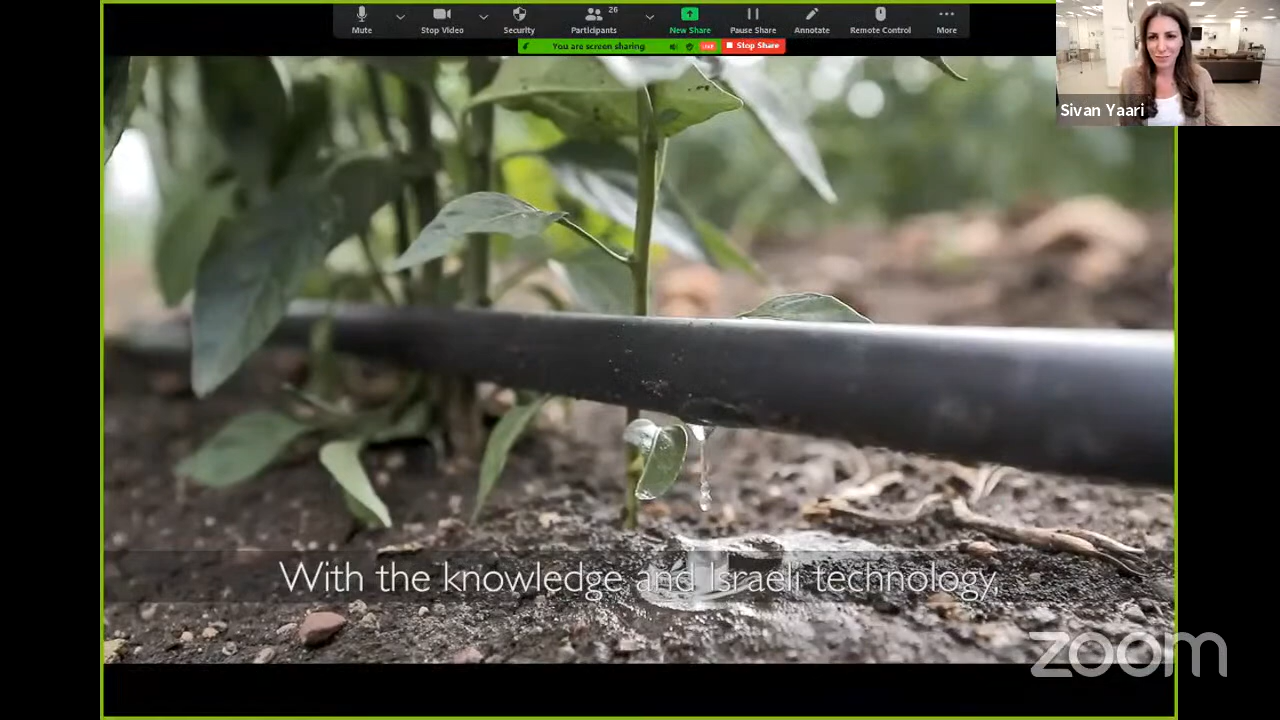 26
Mute
Stop Video
Security
Participants
New Share
Pause Share
Annotate
Remote Control
More
You are screen sharing
LIVE
Stop Share
Sivan Yaari
With the knowledge and Israeli technology,
zoom